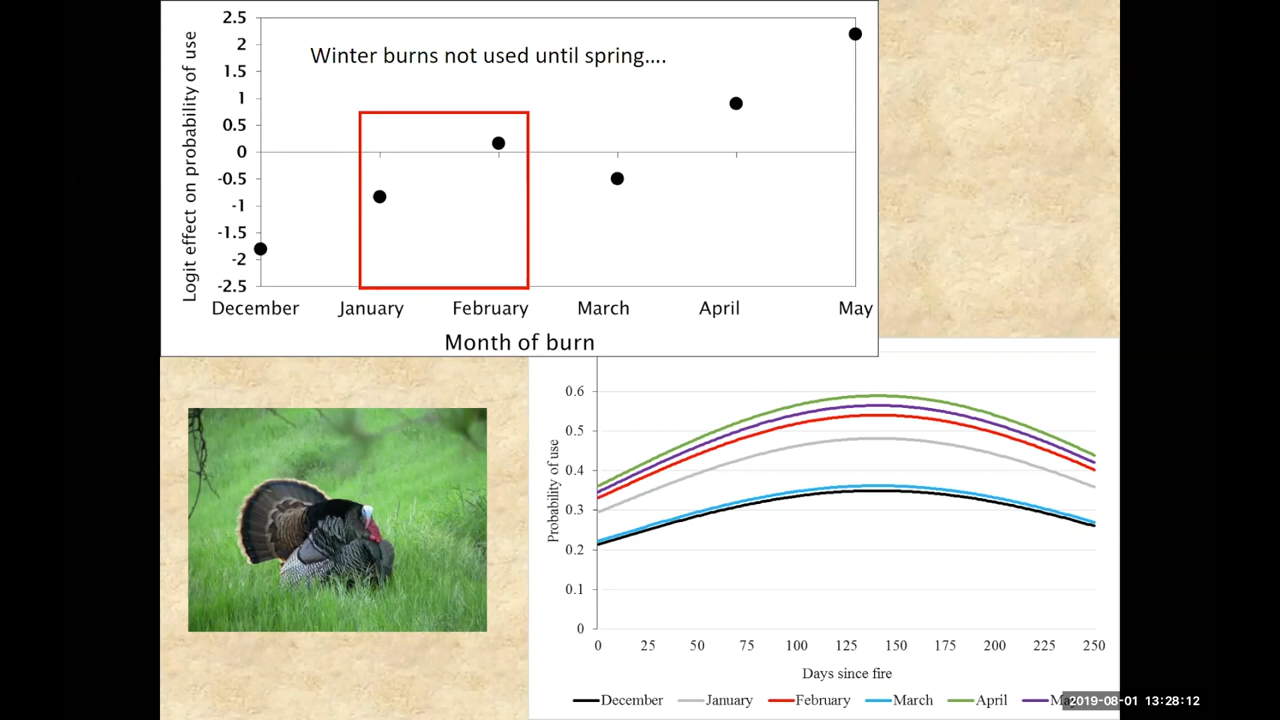 2.5
2
1.5
1
0.5
0
-0.5
-1
-1.5
-2
-2.5
Logit effect on probability of use
Winter burns not used until spring....
December January February March April May
Month of burn
0.6
0.5
0.4
0.3
0.2
0.1
0
Probability of use
0 25 50 75 100 125 150 175 200 225 250
Days since fire
December January February March April
2019-08-01 13:28:12